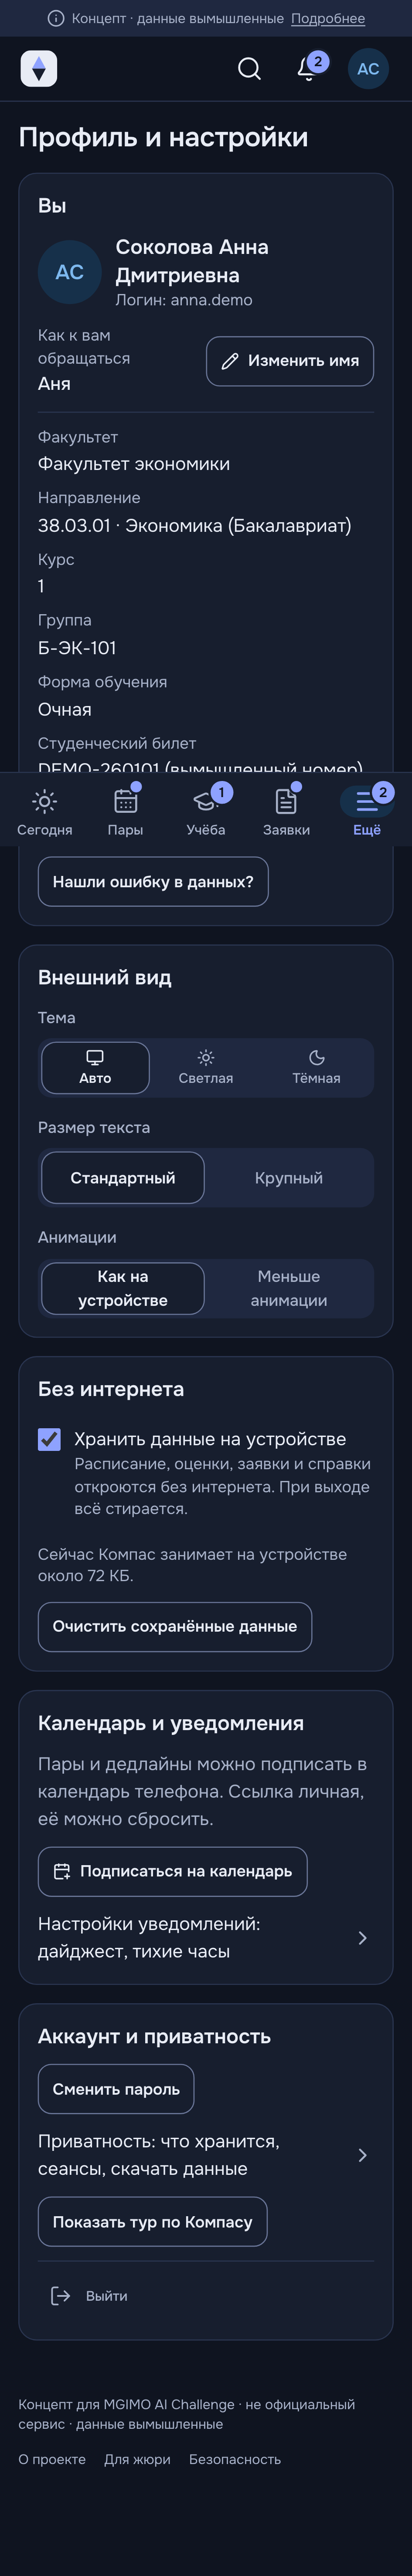 Концепт · данные вымышленные Подробнее
2
АС
Профиль и настройки
Вы
АС
Соколова Анна
Дмитриевна
Логин: anna.demo
Как к вам
обращаться
Аня
Изменить имя
Факультет
Факультет экономики
Направление
38.03.01 · Экономика (Бакалавриат)
Курс
1
Группа
Б-ЭК-101
Форма обучения
Очная
Студенческий билет
DEMO-260101 (вымышленный номер)
1
2
Сегодня
Пары
Учёба
Заявки
Ещё
Нашли ошибку в данных?
Внешний вид
Тема
Авто
Светлая
Тёмная
Размер текста
Стандартный
Крупный
Анимации
Как на
устройстве
Меньше
анимации
Без интернета
Хранить данные на устройстве
Расписание, оценки, заявки и справки
откроются без интернета. При выходе
всё стирается.
Сейчас Компас занимает на устройстве
около 72 КБ.
Очистить сохранённые данные
Календарь и уведомления
Пары и дедлайны можно подписать в
календарь телефона. Ссылка личная,
её можно сбросить.
Подписаться на календарь
Настройки уведомлений:
дайджест, тихие часы
Аккаунт и приватность
Сменить пароль
Приватность: что хранится,
сеансы, скачать данные
Показать тур по Компасу
Выйти
Концепт для MGIMO AI Challenge · не официальный
сервис · данные вымышленные
О проекте
Для жюри
Безопасность